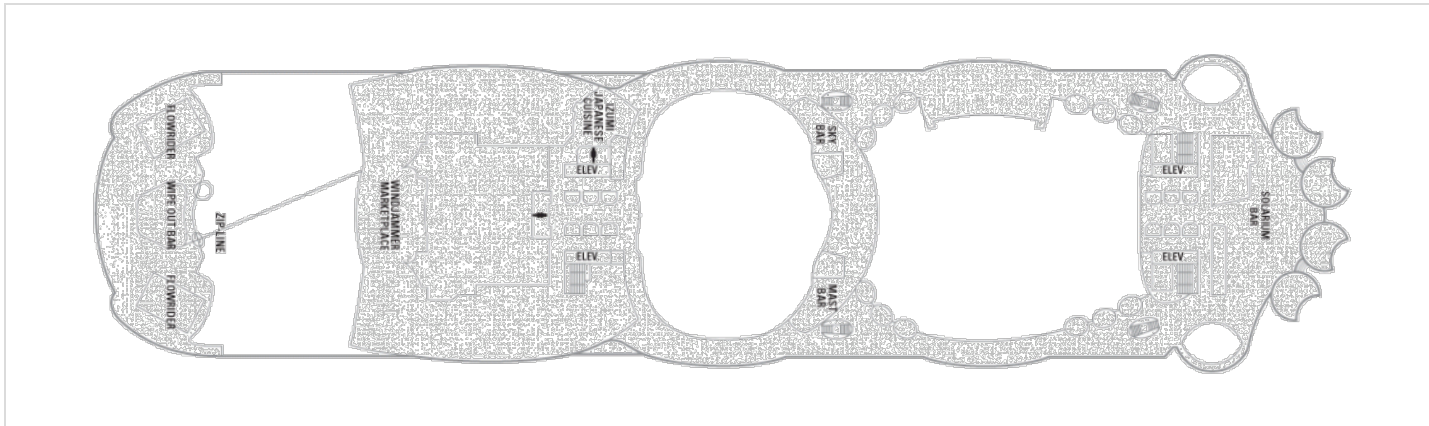 FLOWRIDER
WIPE OUT BAR
FLOWRIDER
ZIP LINE
WINDJAMMER
MARKETPLACE
IZUMI
JAPANESE
CUISINE
ELEV.
ELEV.
SKY
BAR
MAST
BAR
ELEV.
ELEV.
SOLARIUM
BAR